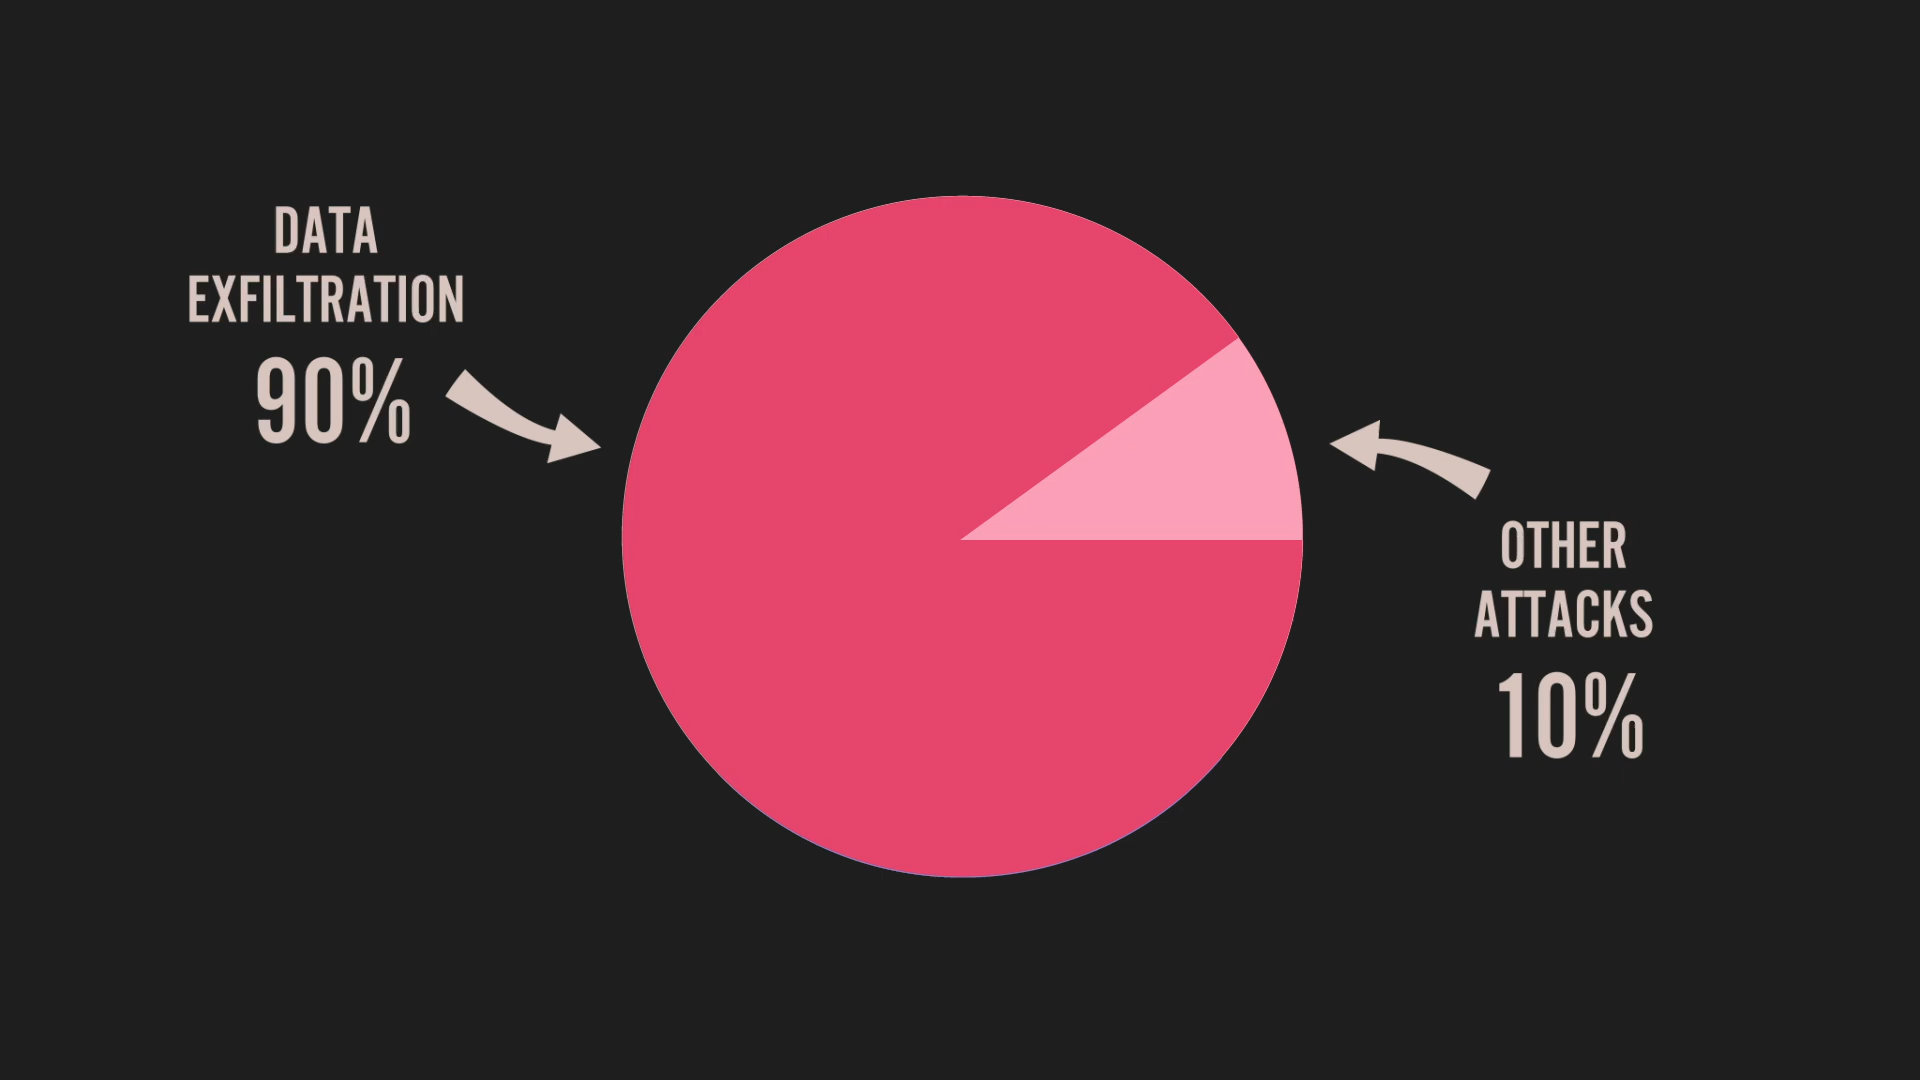 DATA
EXFILTRATION
90%
OTHER
ATTACKS
10%